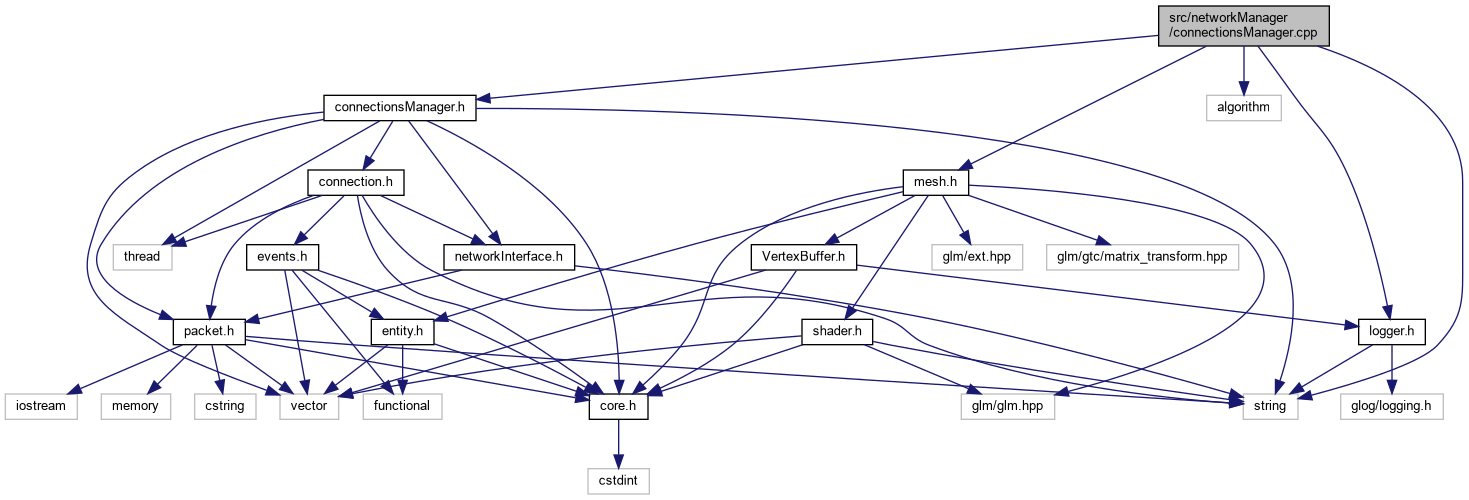 src/networkManager
/connectionsManager.cpp
connectionsManager.h
algorithm
connection.h
mesh.h
thread
events.h
networkInterface.h
VertexBuffer.h
glm/ext.hpp
glm/gtc/matrix_transform.hpp
packet.h
entity.h
shader.h
logger.h
iostream
memory
cstring
vector
functional
core.h
glm/glm.hpp
string
glog/logging.h
cstdint